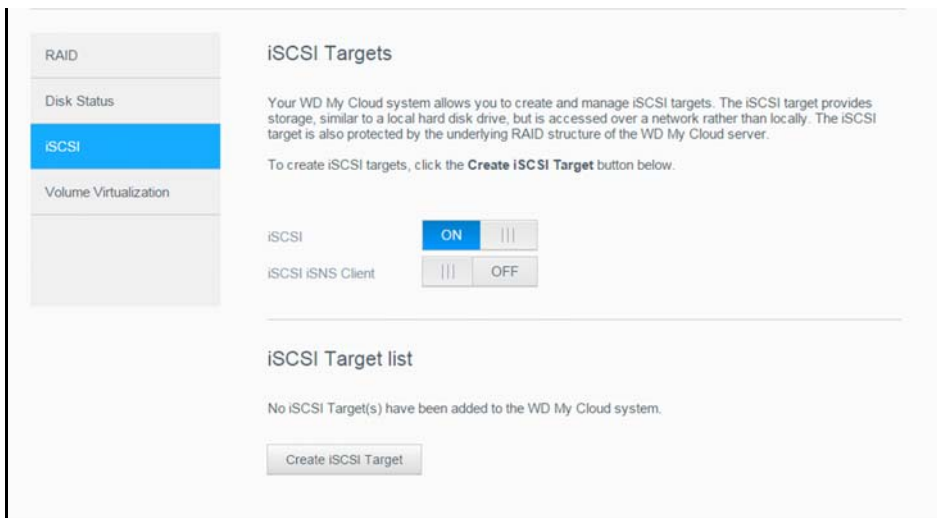 RAID
Disk Status
iSCSI
Volume Virtualization
iSCSI Targets
Your WD My Cloud system allows you to create and manage iSCSI targets. The iSCSI target provides
storage, similar to a local hard disk drive, but is accessed over a network rather than locally. The iSCSI
target is also protected by the underlying RAID structure of the WD My Cloud server.
To create iSCSI targets, click the Create iSCSI Target button below.
iSCSI ON
iSCSI iSNS Client OFF
iSCSI Target list
No iSCSI Target(s) have been added to the WD My Cloud system.
Create iSCSI Target